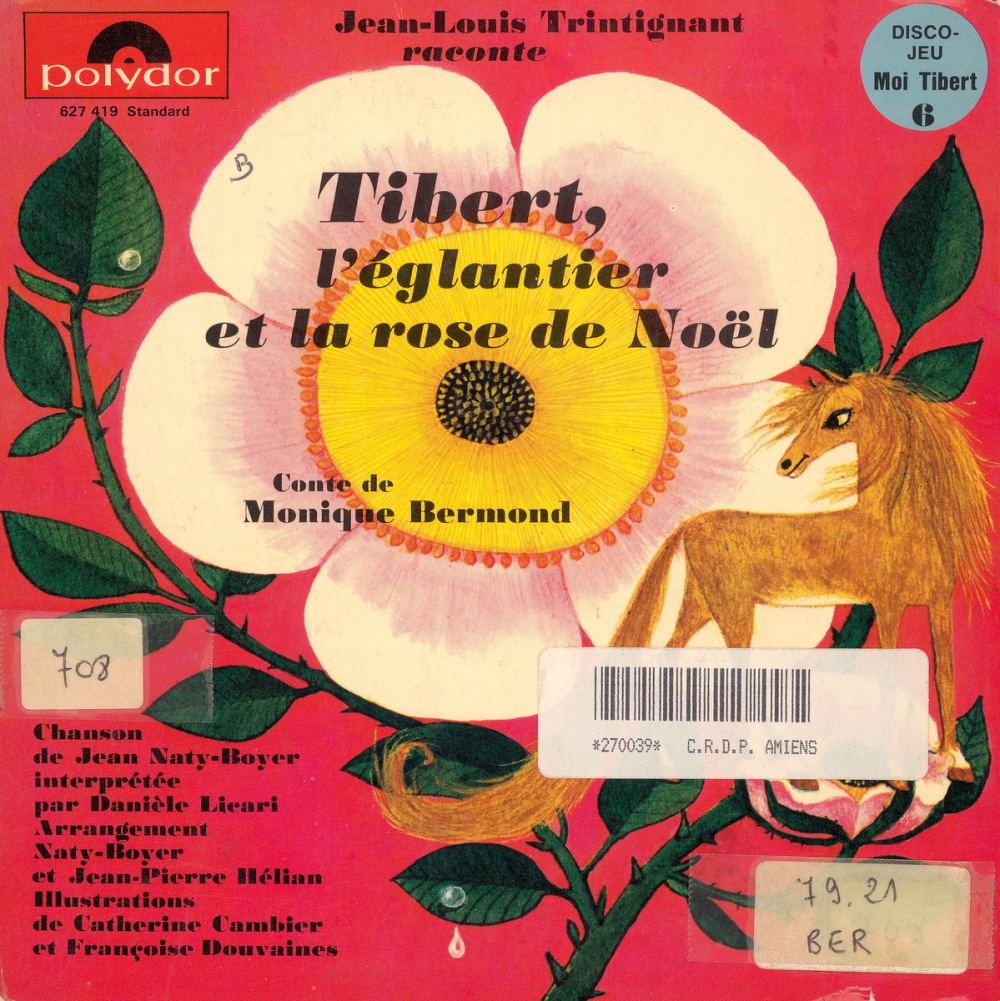 Jean-Louis Trintignant
raconte
polydor
627 419 Standard
DISCO-
JEU
Moi Tibert
6
B
Tibert,
l'églantier
et la rose de Noël
Conte de
Monique Bermond
708
*270039* C.R.D.P. AMIENS
Chanson
de Jean Naty-Boyer
interprétée
par Danièle Licari
Arrangement
Naty-Boyer
et Jean-Pierre Hélian
Illustrations
de Catherine Cambier
et Françoise Douvaines
79.21
BER